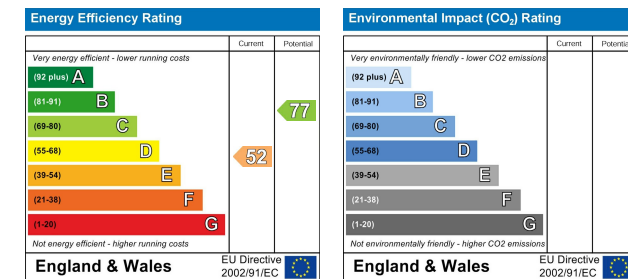 Energy Efficiency Rating
Current Potential
Very energy efficient - lower running costs
(92 plus) A
(81-91) B
(69-80) C
(55-68) D
(39-54) E
(21-38) F
(1-20) G
52
77
Not energy efficient - higher running costs
England & Wales
EU Directive
2002/91/EC
Environmental Impact (CO2) Rating
Current Potential
Very environmentally friendly - lower CO2 emissions
(92 plus) A
(81-91) B
(69-80) C
(55-68) D
(39-54) E
(21-38) F
(1-20) G
Not environmentally friendly - higher CO2 emissions
England & Wales
EU Directive
2002/91/EC